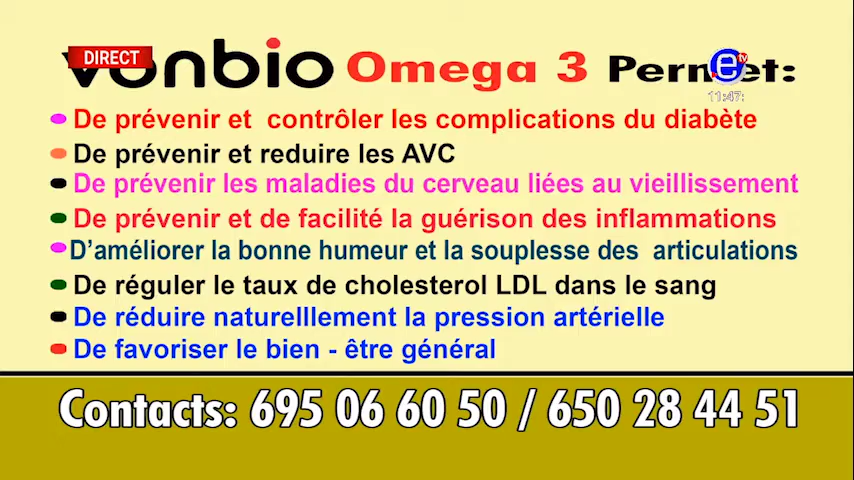 DIRECT
vonbio Omega 3 Permet:
e tv
11:47:
De prévenir et contrôler les complications du diabète
De prévenir et reduire les AVC
De prévenir les maladies du cerveau liées au vieillissement
De prévenir et de facilité la guérison des inflammations
D’améliorer la bonne humeur et la souplesse des articulations
De réguler le taux de cholesterol LDL dans le sang
De réduire naturelllement la pression artérielle
De favoriser le bien - être général
Contacts: 695 06 60 50 / 650 28 44 51